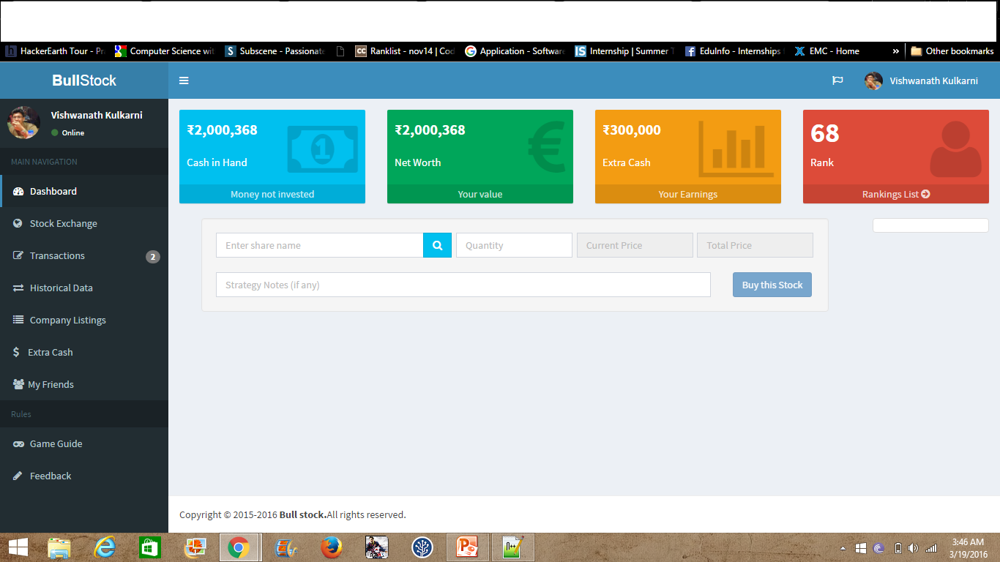 HackerEarth Tour - Pr
Computer Science wit
Subscene - Passionate
Ranklist - nov14 | Cod
Application - Software
Internship | Summer T
EduInfo - Internships
EMC - Home
»
Other bookmarks
BullStock
Vishwanath Kulkarni
Vishwanath Kulkarni
Online
MAIN NAVIGATION
Dashboard
Stock Exchange
Transactions
2
Historical Data
Company Listings
$ Extra Cash
My Friends
Rules
Game Guide
Feedback
₹2,000,368
Cash in Hand
1
Money not invested
₹2,000,368
Net Worth
€
Your value
₹300,000
Extra Cash
Your Earnings
68
Rank
Rankings List
Enter share name
Quantity
Current Price
Total Price
Strategy Notes (if any)
Buy this Stock
Copyright © 2015-2016 Bull stock.All rights reserved.
3:46 AM
3/19/2016